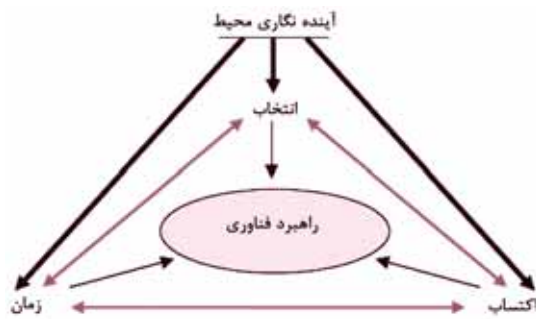 آینده نگاری محیط
انتخاب
راهبرد فناوری
اکتساب
زمان